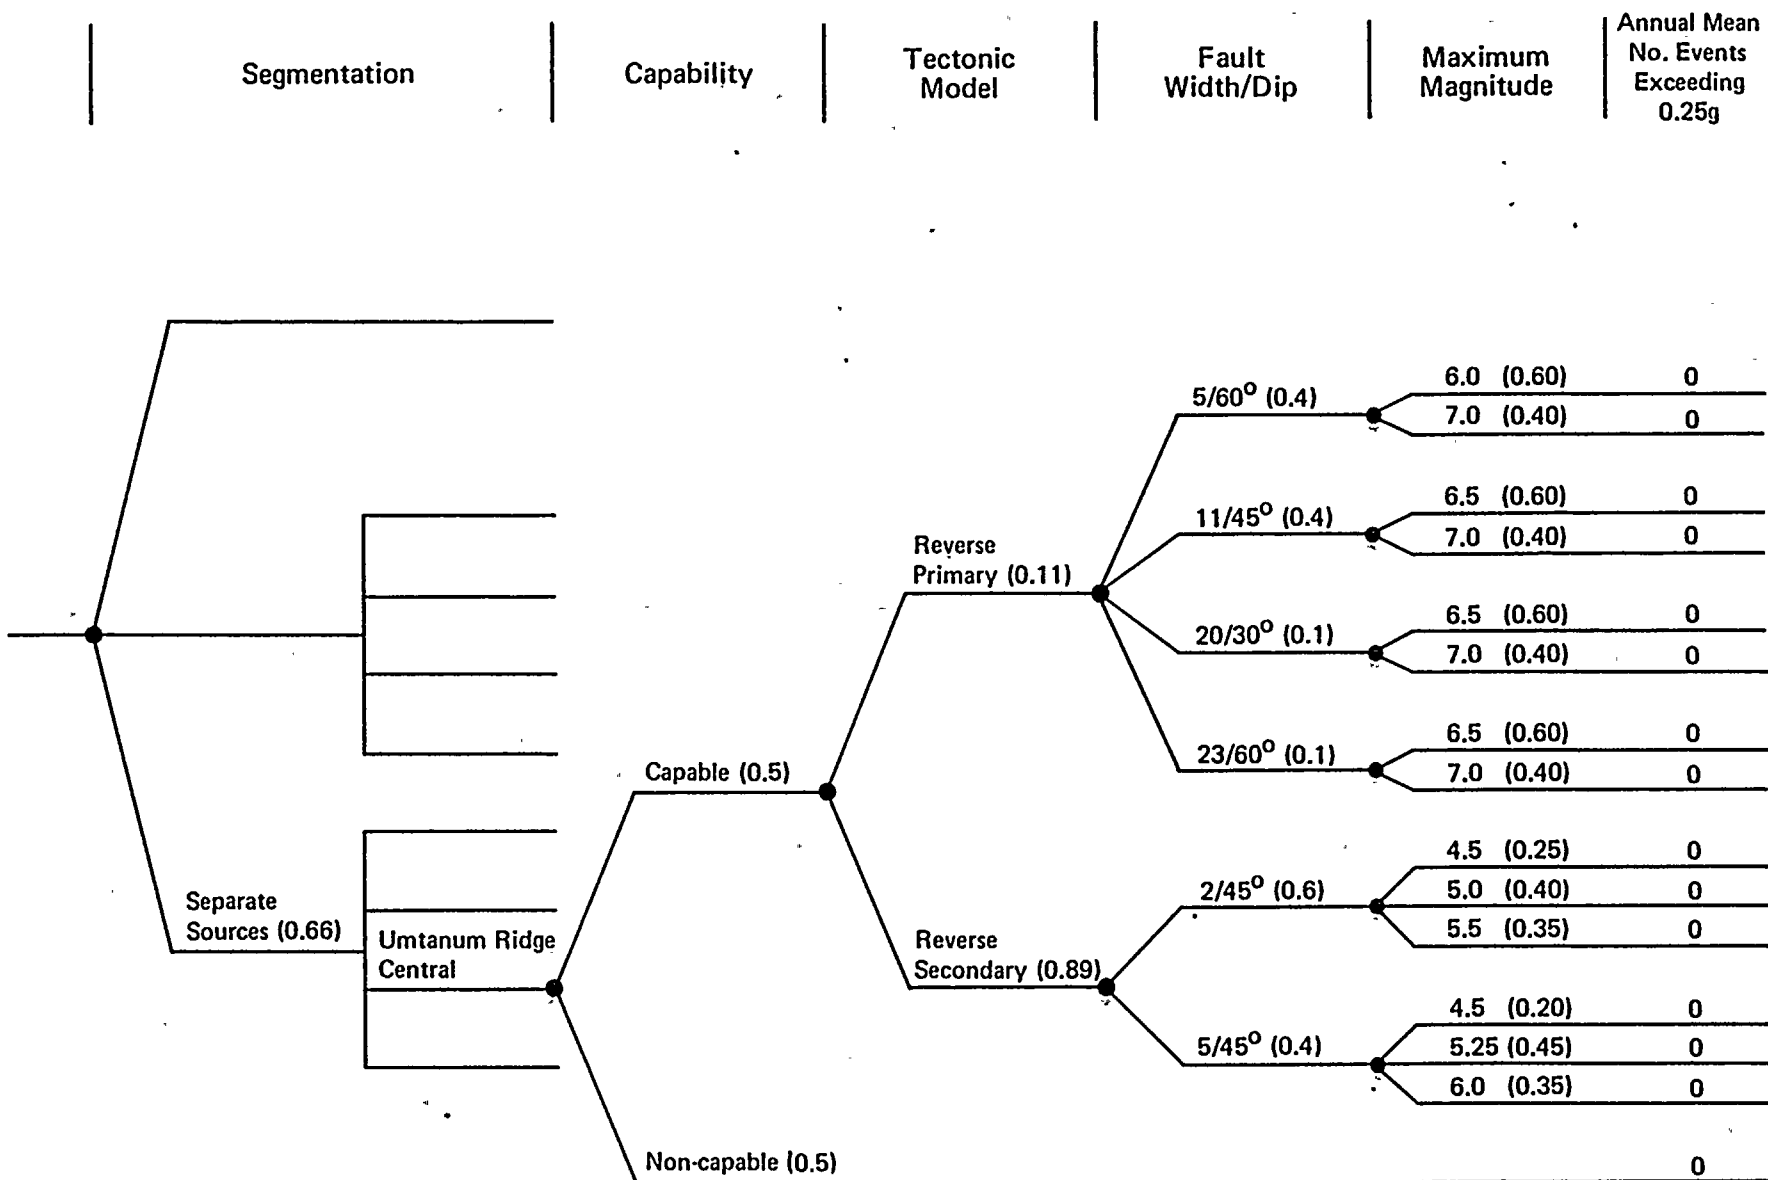 Segmentation
Capability
Tectonic
Model
Fault
Width/Dip
Maximum
Magnitude
Annual Mean
No. Events
Exceeding
0.25g
Separate
Sources (0.66)
Umtanum Ridge
Central
Capable (0.5)
Non-capable (0.5)
Reverse
Primary (0.11)
Reverse
Secondary (0.89)
5/60° (0.4)
6.0 (0.60) 0
7.0 (0.40) 0
11/45° (0.4)
6.5 (0.60) 0
7.0 (0.40) 0
20/30° (0.1)
6.5 (0.60) 0
7.0 (0.40) 0
23/60° (0.1)
6.5 (0.60) 0
7.0 (0.40) 0
2/45° (0.6)
4.5 (0.25) 0
5.0 (0.40) 0
5.5 (0.35) 0
5/45° (0.4)
4.5 (0.20) 0
5.25 (0.45) 0
6.0 (0.35) 0
0